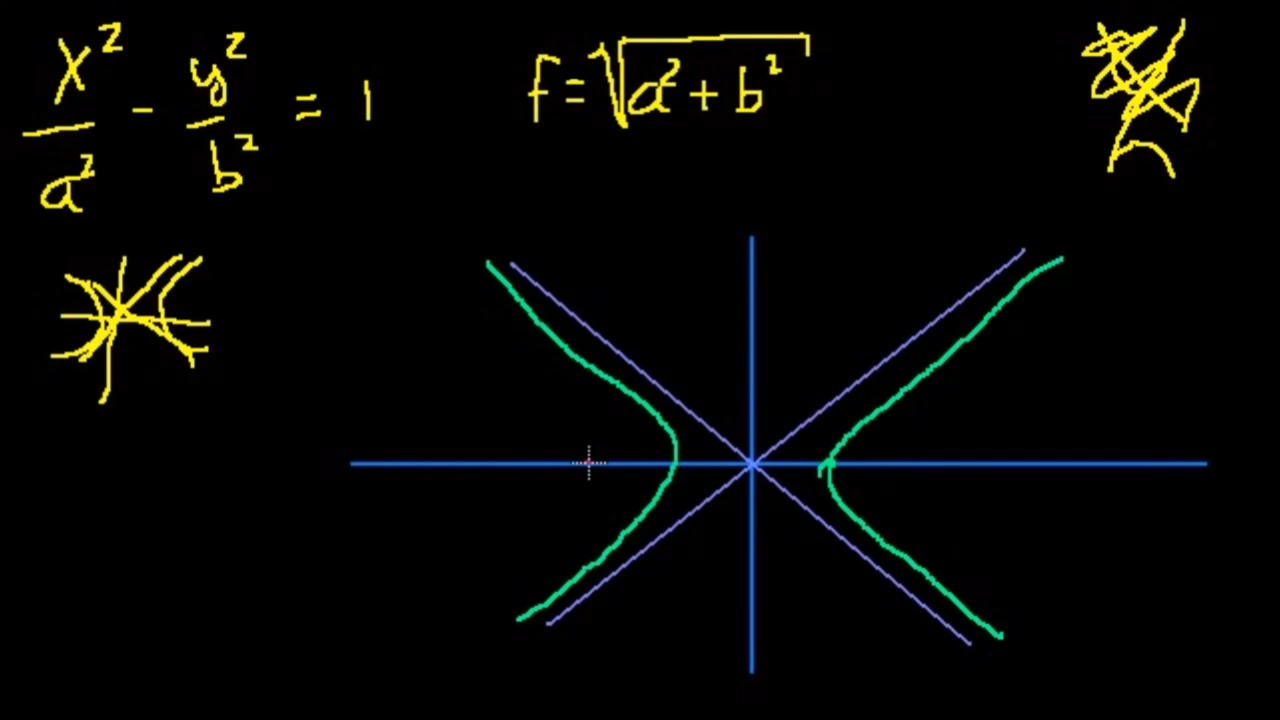 x²/a² - y²/b² = 1
f = √(a² + b²)